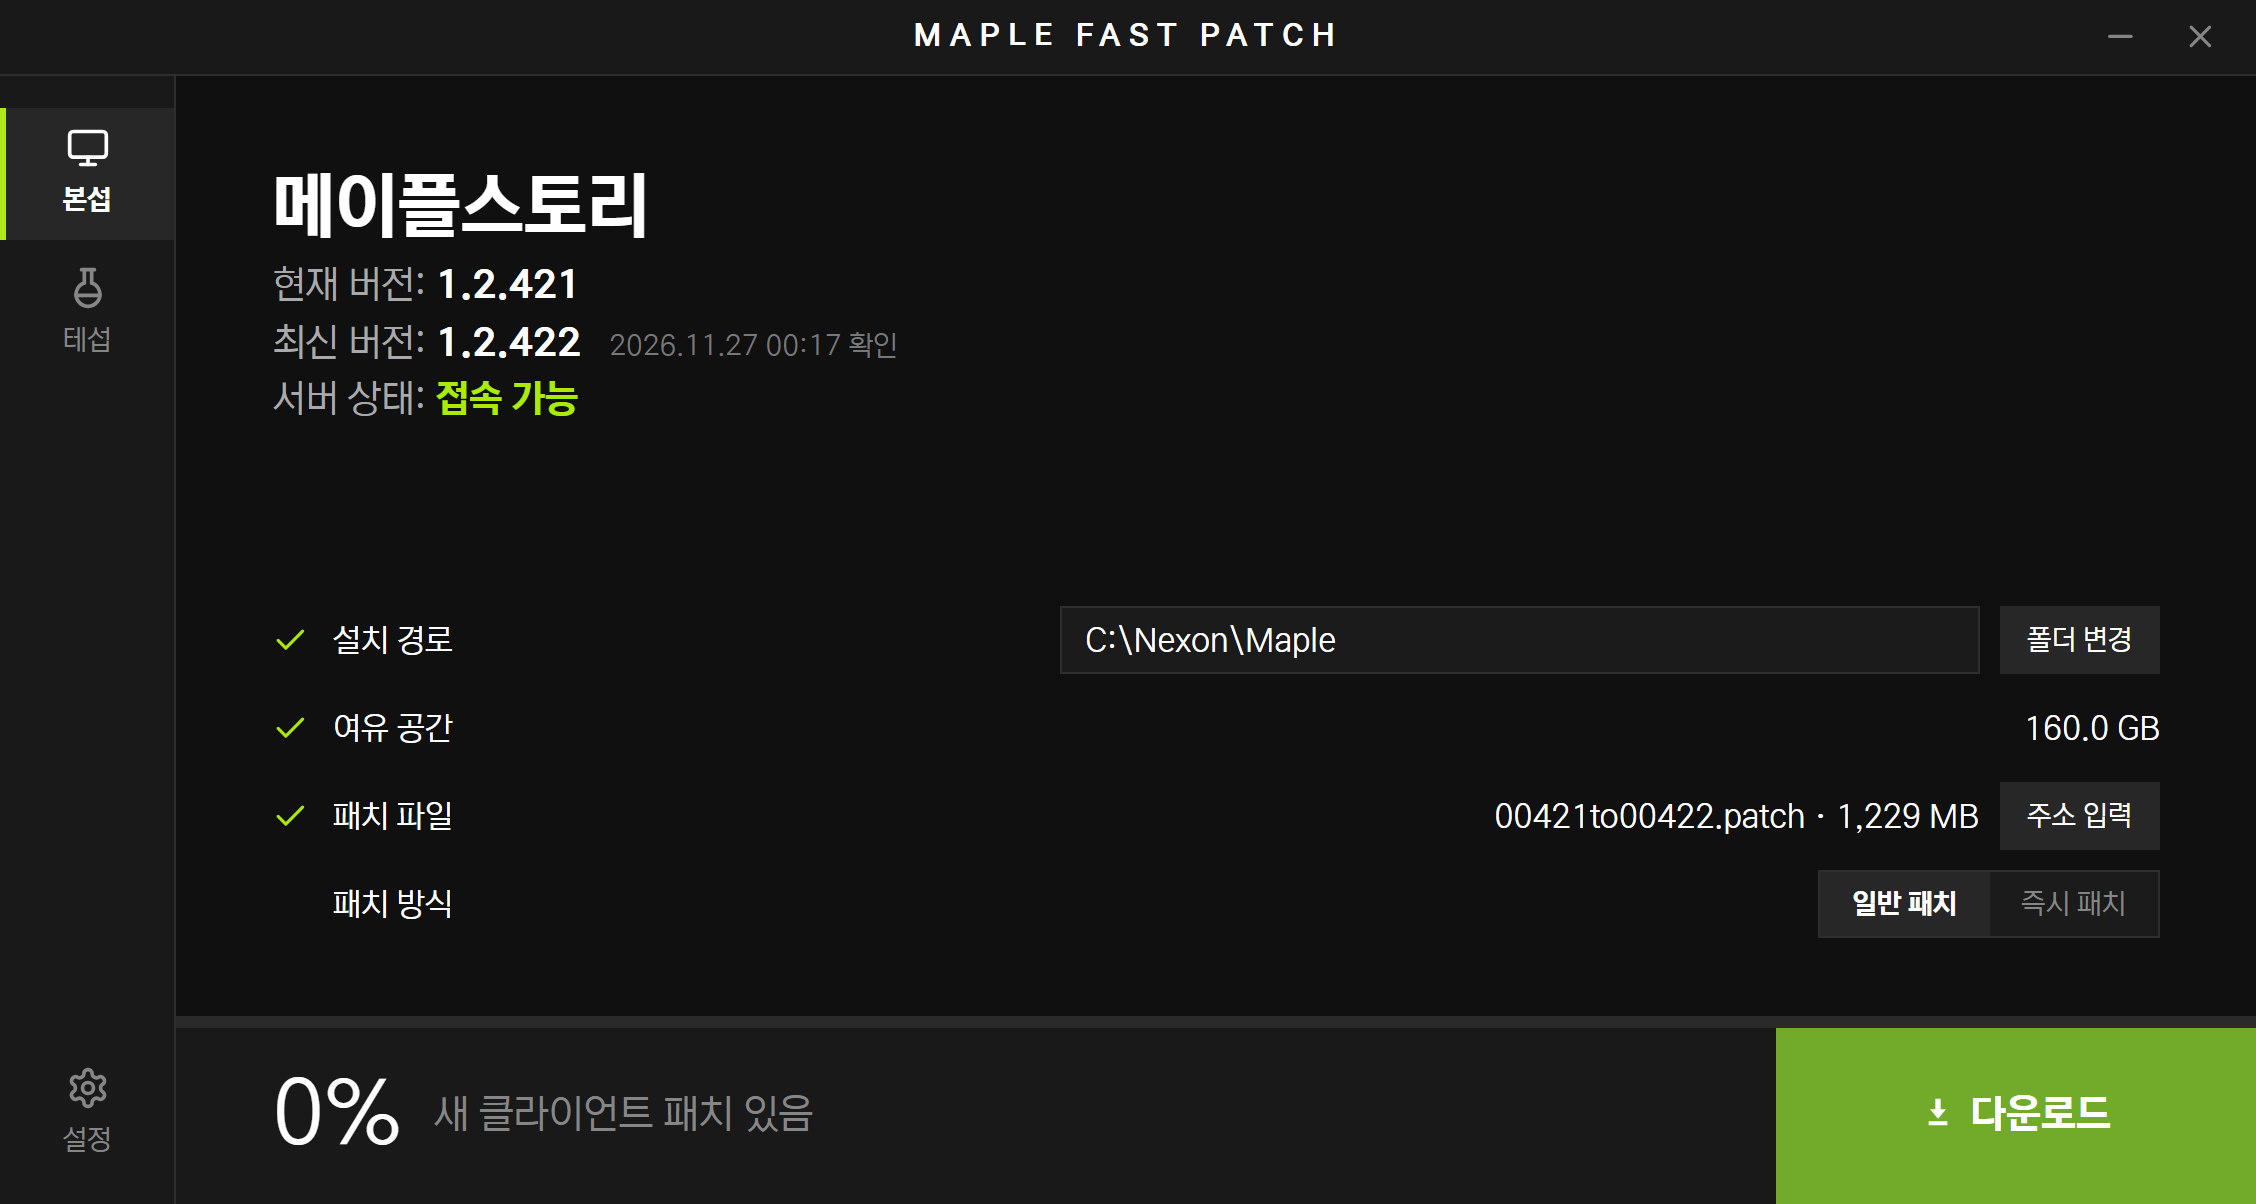 MAPLE FAST PATCH
본섭
테섭
설정
메이플스토리
현재 버전: 1.2.421
최신 버전: 1.2.422 2026.11.27 00:17 확인
서버 상태: 접속 가능
설치 경로 C:\Nexon\Maple 폴더 변경
여유 공간 160.0 GB
패치 파일 00421to00422.patch · 1,229 MB 주소 입력
패치 방식 일반 패치 즉시 패치
0% 새 클라이언트 패치 있음 다운로드